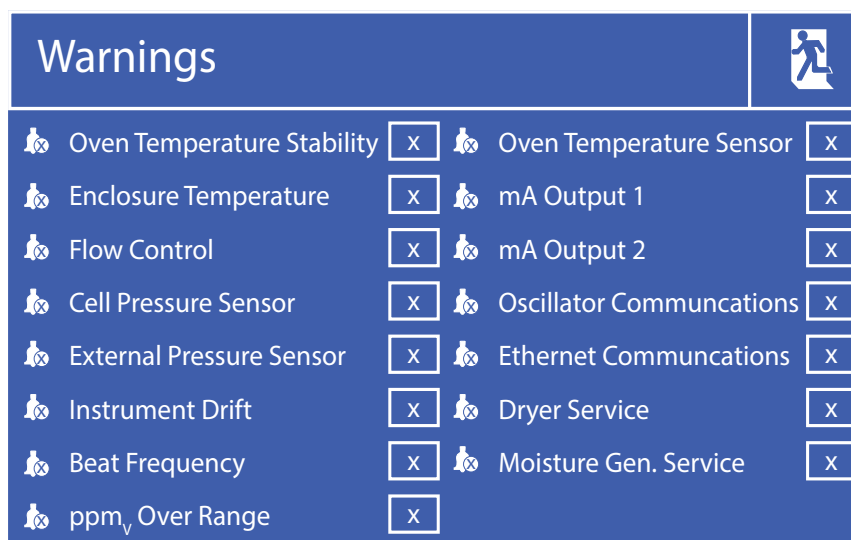 Warnings
Oven Temperature Stability x Oven Temperature Sensor x
Enclosure Temperature x mA Output 1 x
Flow Control x mA Output 2 x
Cell Pressure Sensor x Oscillator Communcations x
External Pressure Sensor x Ethernet Communcations x
Instrument Drift x Dryer Service x
Beat Frequency x Moisture Gen. Service x
ppmV Over Range x